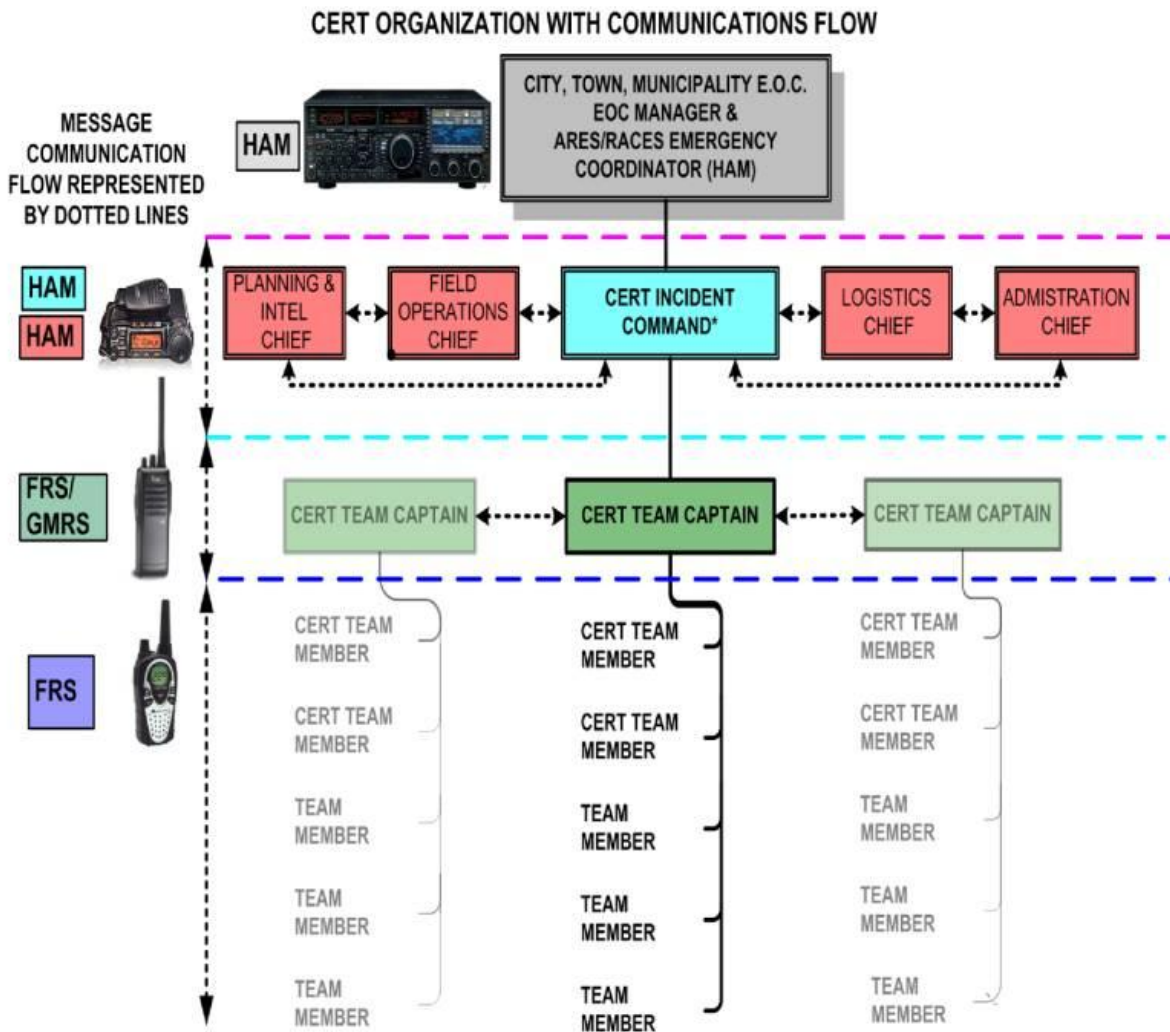 CERT ORGANIZATION WITH COMMUNICATIONS FLOW
CITY, TOWN, MUNICIPALITY E.O.C.
EOC MANAGER &
ARES/RACES EMERGENCY
COORDINATOR (HAM)
HAM
MESSAGE
COMMUNICATION
FLOW REPRESENTED
BY DOTTED LINES
HAM
HAM
PLANNING &
INTEL
CHIEF
FIELD
OPERATIONS
CHIEF
CERT INCIDENT
COMMAND*
LOGISTICS
CHIEF
ADMISTRATION
CHIEF
FRS/
GMRS
CERT TEAM CAPTAIN
CERT TEAM CAPTAIN
CERT TEAM CAPTAIN
FRS
CERT TEAM
MEMBER
CERT TEAM
MEMBER
TEAM
MEMBER
TEAM
MEMBER
TEAM
MEMBER
CERT TEAM
MEMBER
CERT TEAM
MEMBER
TEAM
MEMBER
TEAM
MEMBER
TEAM
MEMBER
CERT TEAM
MEMBER
CERT TEAM
MEMBER
TEAM
MEMBER
TEAM
MEMBER
TEAM
MEMBER